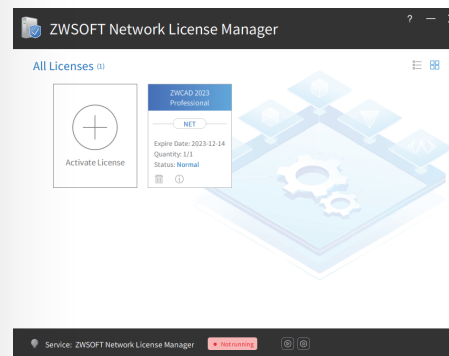 ZWSOFT Network License Manager
All Licenses (1)
Activate License
ZWCAD 2023
Professional
NET
Expire Date: 2023-12-14
Quantity: 1/1
Status: Normal
Service: ZWSOFT Network License Manager
Not running